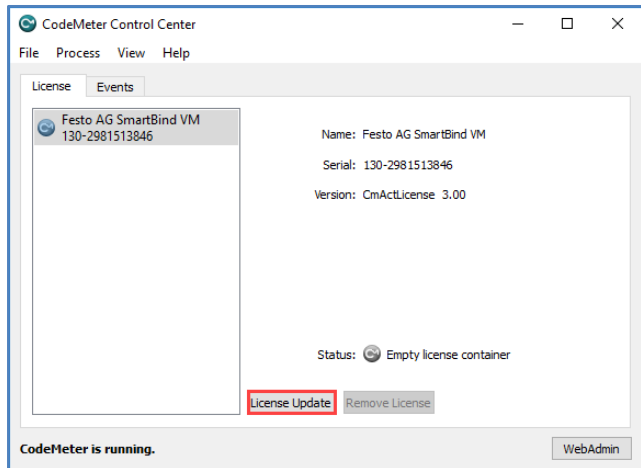 CodeMeter Control Center
File Process View Help
License Events
Festo AG SmartBind VM
130-2981513846
Name: Festo AG SmartBind VM
Serial: 130-2981513846
Version: CmActLicense 3.00
Status: Empty license container
License Update Remove License
CodeMeter is running. WebAdmin